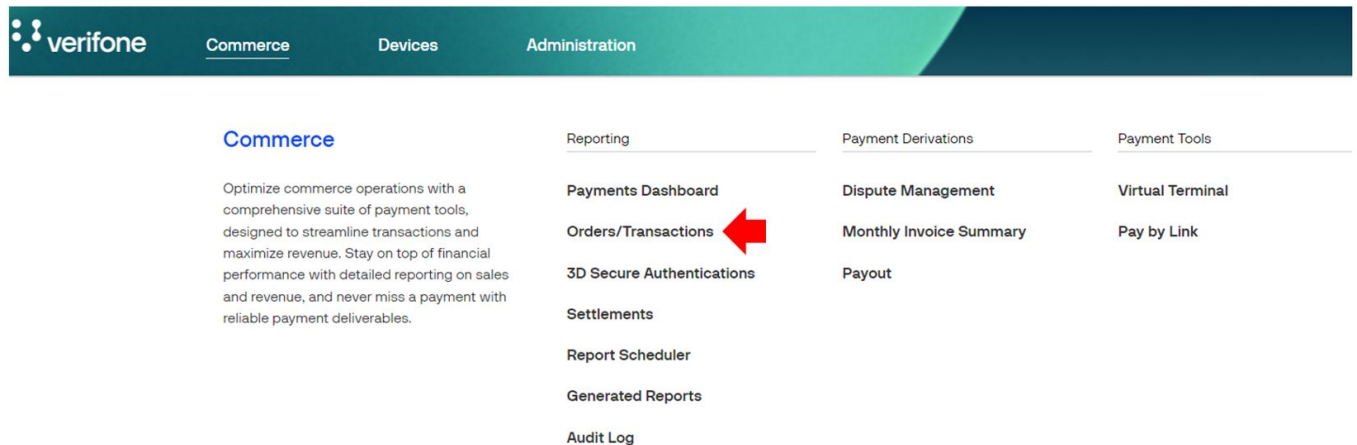 verifone
Commerce
Devices
Administration
Commerce
Optimize commerce operations with a
comprehensive suite of payment tools,
designed to streamline transactions and
maximize revenue. Stay on top of financial
performance with detailed reporting on sales
and revenue, and never miss a payment with
reliable payment deliverables.
Reporting
Payments Dashboard
Orders/Transactions
3D Secure Authentications
Settlements
Report Scheduler
Generated Reports
Audit Log
Payment Derivations
Dispute Management
Monthly Invoice Summary
Payout
Payment Tools
Virtual Terminal
Pay by Link